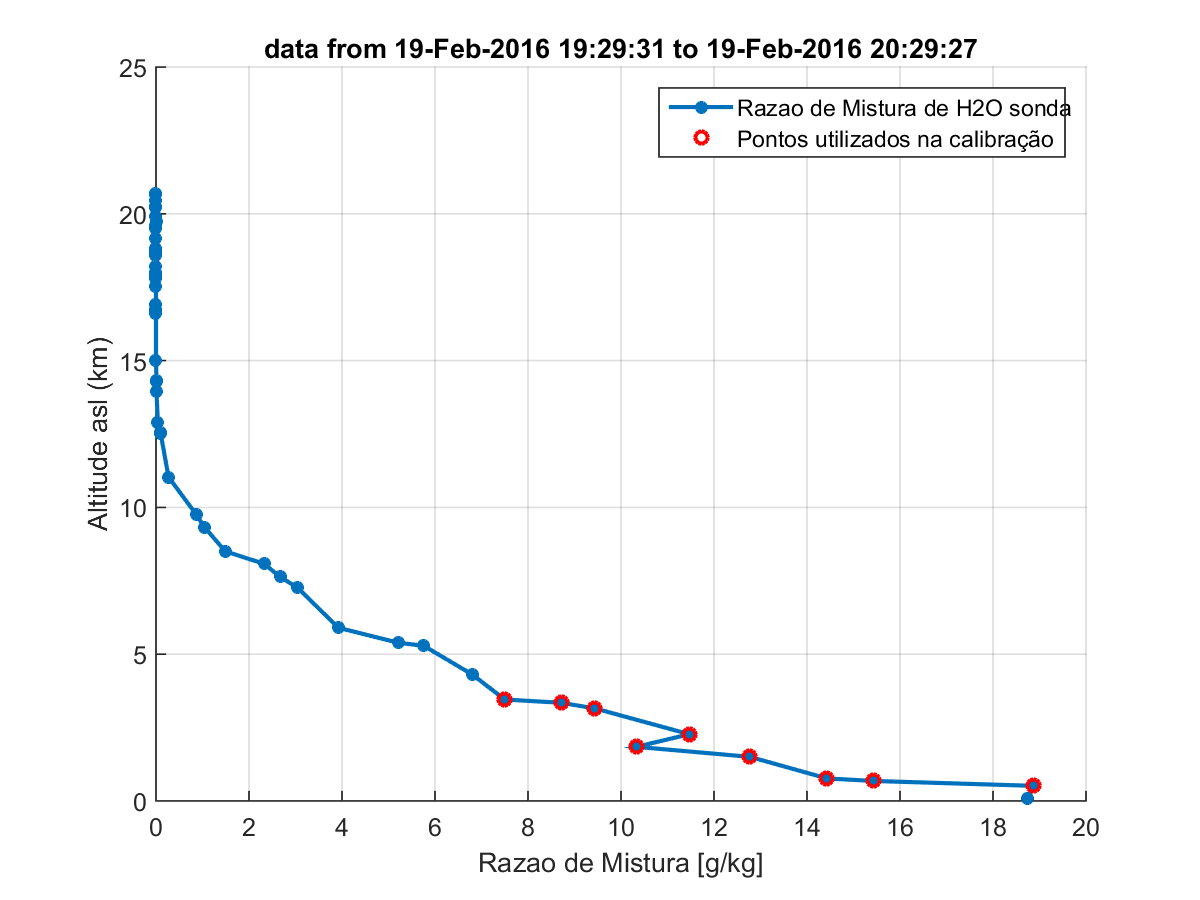 data from 19-Feb-2016 19:29:31 to 19-Feb-2016 20:29:27
Razao de Mistura de H2O sonda
Pontos utilizados na calibração
25
20
15
10
5
0
Altitude asl (km)
0 2 4 6 8 10 12 14 16 18 20
Razao de Mistura [g/kg]